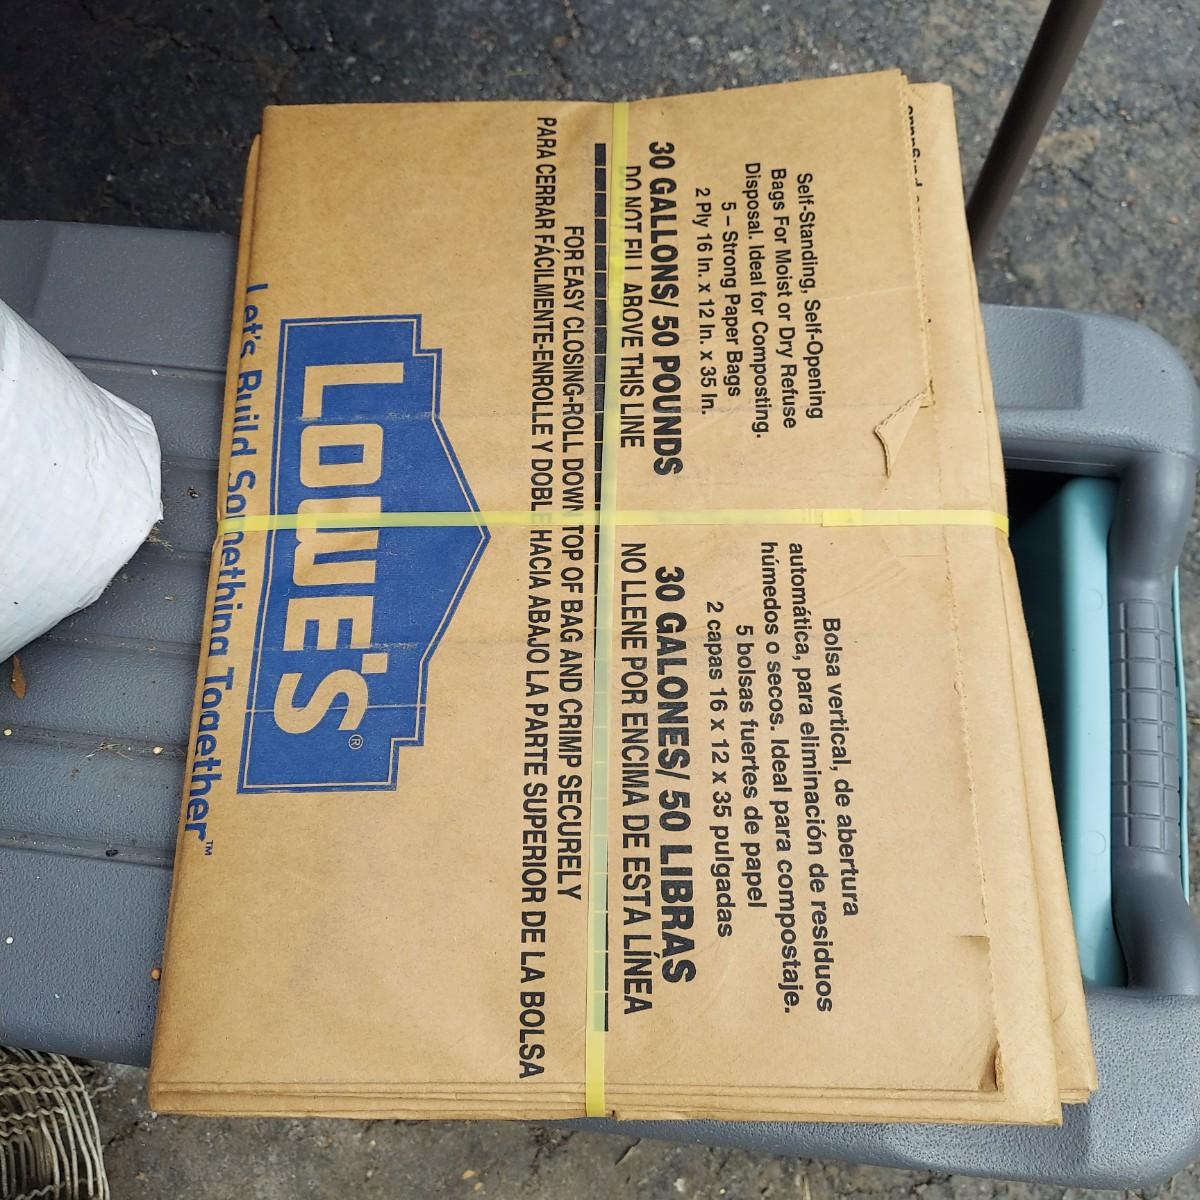 Self-Standing, Self-Opening
Bags For Moist or Dry Refuse
Disposal. Ideal for Composting.
5 – Strong Paper Bags
2 Ply 16 In. x 12 In. x 35 In.
30 GALLONS/ 50 POUNDS
DO NOT FILL ABOVE THIS LINE
Bolsa vertical, de abertura
automática, para eliminación de residuos
húmedos o secos. Ideal para compostaje.
5 bolsas fuertes de papel
2 capas 16 x 12 x 35 pulgadas
30 GALONES/ 50 LIBRAS
NO LLENE POR ENCIMA DE ESTA LÍNEA
FOR EASY CLOSING-ROLL DOWN TOP OF BAG AND CRIMP SECURELY
PARA CERRAR FÁCILMENTE-ENROLLE Y DOBLE HACIA ABAJO LA PARTE SUPERIOR DE LA BOLSA
LOWE'S®
Let's Build Something Together™